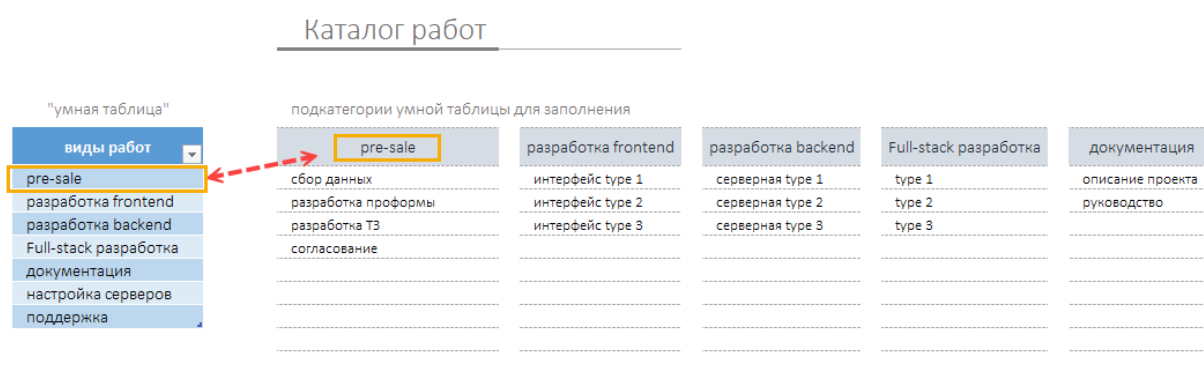 Каталог работ
"умная таблица"
подкатегории умной таблицы для заполнения
виды работ
pre-sale
разработка frontend
разработка backend
Full-stack разработка
документация
настройка серверов
поддержка
pre-sale
сбор данных
разработка проформы
разработка ТЗ
согласование
разработка frontend
интерфейс type 1
интерфейс type 2
интерфейс type 3
разработка backend
серверная type 1
серверная type 2
серверная type 3
Full-stack разработка
type 1
type 2
type 3
документация
описание проекта
руководство